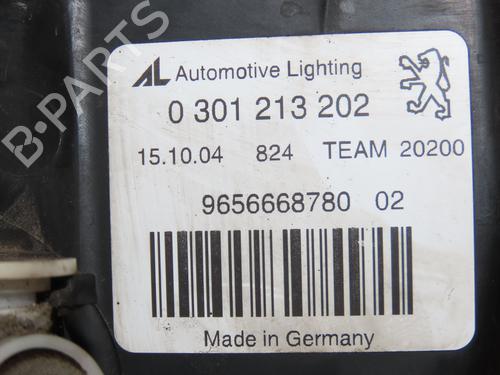 AL Automotive Lighting
0 301 213 202
15.10.04 824 TEAM 20200
9656668780 02
Made in Germany
B-PARTS